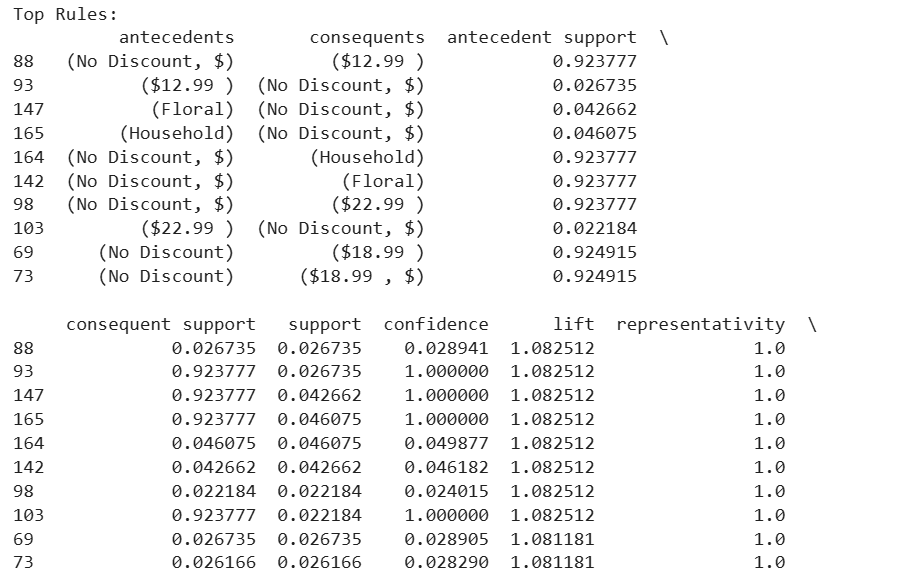 Top Rules:
antecedents consequents antecedent support \
88 (No Discount, $) ($12.99 ) 0.923777
93 ($12.99 ) (No Discount, $) 0.026735
147 (Floral) (No Discount, $) 0.042662
165 (Household) (No Discount, $) 0.046075
164 (No Discount, $) (Household) 0.923777
142 (No Discount, $) (Floral) 0.923777
98 (No Discount, $) ($22.99 ) 0.923777
103 ($22.99 ) (No Discount, $) 0.022184
69 (No Discount) ($18.99 ) 0.924915
73 (No Discount) ($18.99 , $) 0.924915
consequent support support confidence lift representativity \
88 0.026735 0.026735 0.028941 1.082512 1.0
93 0.923777 0.026735 1.000000 1.082512 1.0
147 0.923777 0.042662 1.000000 1.082512 1.0
165 0.923777 0.046075 1.000000 1.082512 1.0
164 0.046075 0.046075 0.049877 1.082512 1.0
142 0.042662 0.042662 0.046182 1.082512 1.0
98 0.022184 0.022184 0.024015 1.082512 1.0
103 0.923777 0.022184 1.000000 1.082512 1.0
69 0.026735 0.026735 0.028905 1.081181 1.0
73 0.026166 0.026166 0.028290 1.081181 1.0